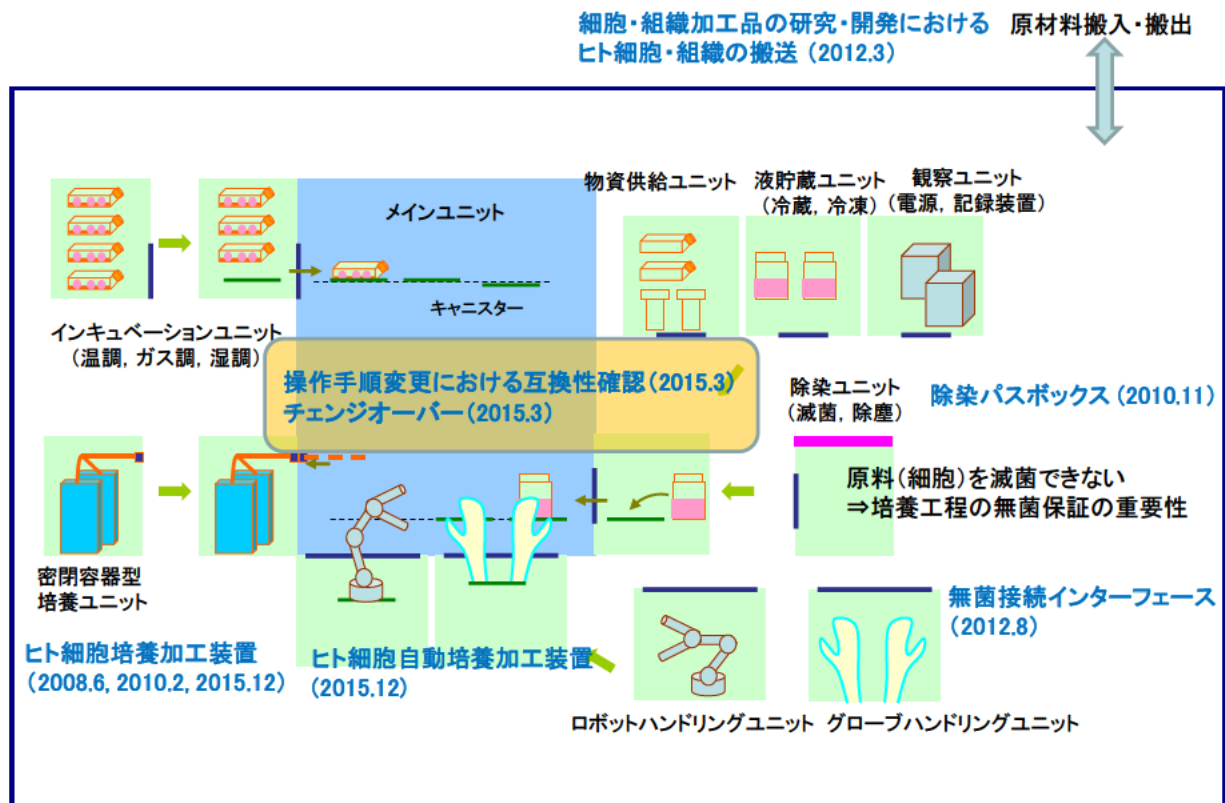 細胞・組織加工品の研究・開発における
ヒト細胞・組織の搬送 (2012.3)
原材料搬入・搬出
メインユニット
キャニスター
物資供給ユニット
液貯蔵ユニット
(冷蔵, 冷凍)
観察ユニット
(電源, 記録装置)
インキュベーションユニット
(温調, ガス調, 湿調)
操作手順変更における互換性確認(2015.3)
チェンジオーバー(2015.3)
除染ユニット
(滅菌, 除塵)
除染パスボックス (2010.11)
原料(細胞)を滅菌できない
⇒培養工程の無菌保証の重要性
密閉容器型
培養ユニット
ヒト細胞培養加工装置
(2008.6, 2010.2, 2015.12)
ヒト細胞自動培養加工装置
(2015.12)
無菌接続インターフェース
(2012.8)
ロボットハンドリングユニット
グローブハンドリングユニット